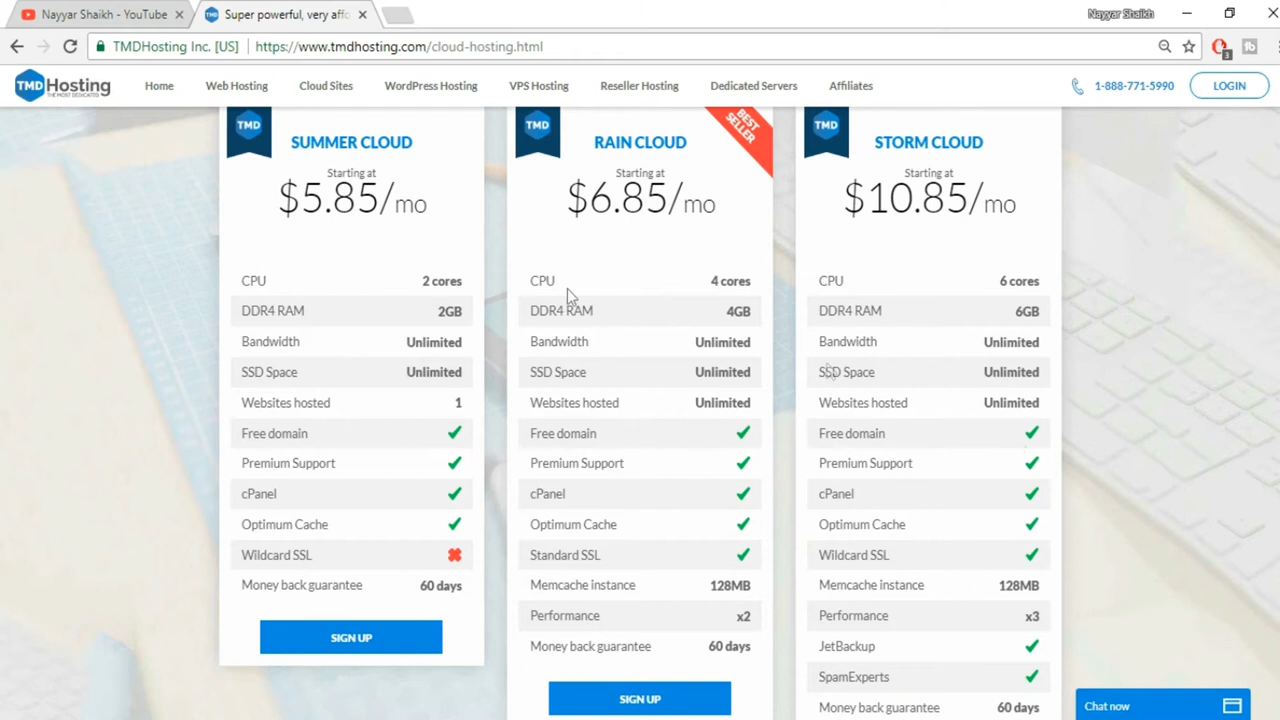 Nayyar Shaikh - YouTube
Super powerful, very affo
Nayyar Shaikh
TMDHosting Inc. [US]
https://www.tmdhosting.com/cloud-hosting.html
3
TMDHosting
THE MOST DEDICATED
Home
Web Hosting
Cloud Sites
WordPress Hosting
VPS Hosting
Reseller Hosting
Dedicated Servers
Affiliates
1-888-771-5990
LOGIN
TMD
SUMMER CLOUD
Starting at
$5.85/mo
CPU 2 cores
DDR4 RAM 2GB
Bandwidth Unlimited
SSD Space Unlimited
Websites hosted 1
Free domain
Premium Support
cPanel
Optimum Cache
Wildcard SSL
Money back guarantee 60 days
SIGN UP
TMD
BEST
SELLER
RAIN CLOUD
Starting at
$6.85/mo
CPU 4 cores
DDR4 RAM 4GB
Bandwidth Unlimited
SSD Space Unlimited
Websites hosted Unlimited
Free domain
Premium Support
cPanel
Optimum Cache
Standard SSL
Memcache instance 128MB
Performance x2
Money back guarantee 60 days
SIGN UP
TMD
STORM CLOUD
Starting at
$10.85/mo
CPU 6 cores
DDR4 RAM 6GB
Bandwidth Unlimited
SSD Space Unlimited
Websites hosted Unlimited
Free domain
Premium Support
cPanel
Optimum Cache
Wildcard SSL
Memcache instance 128MB
Performance x3
JetBackup
SpamExperts
Money back guarantee 60 days
Chat now